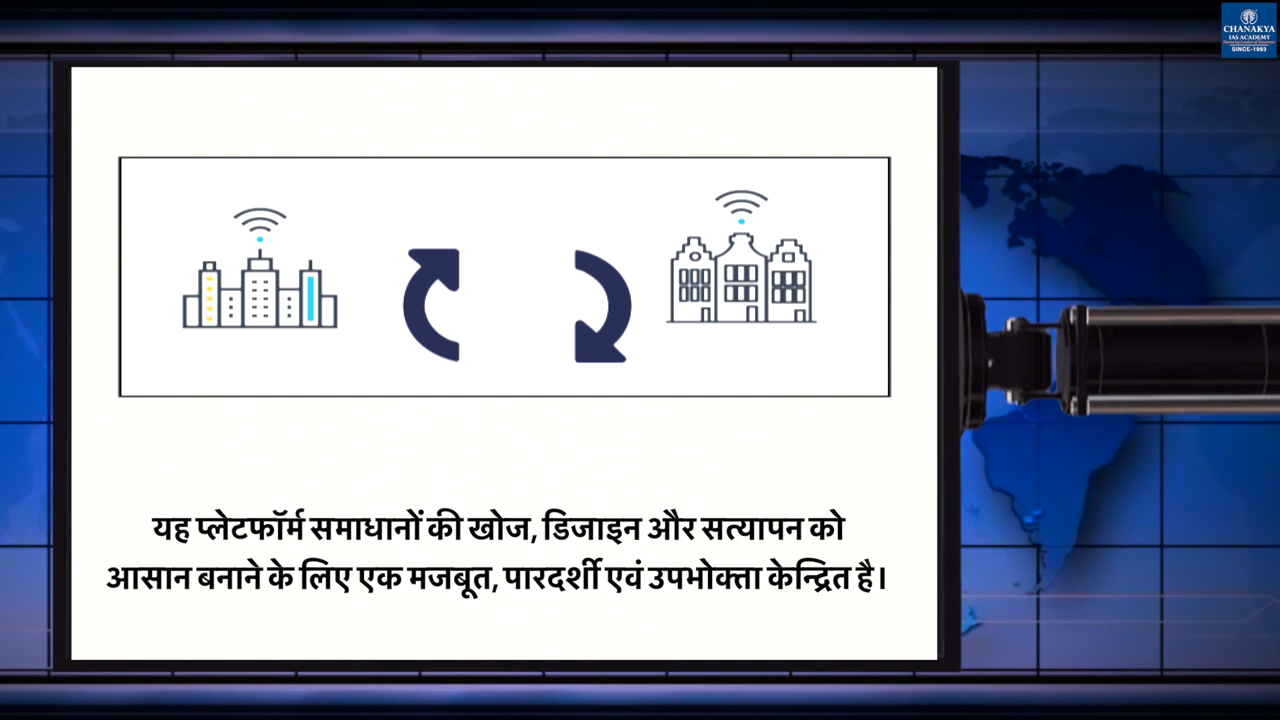 CHANAKYA
IAS ACADEMY
SINCE-1993
यह प्लेटफॉर्म समाधानों की खोज, डिजाइन और सत्यापन को
आसान बनाने के लिए एक मजबूत, पारदर्शी एवं उपभोक्ता केन्द्रित है।